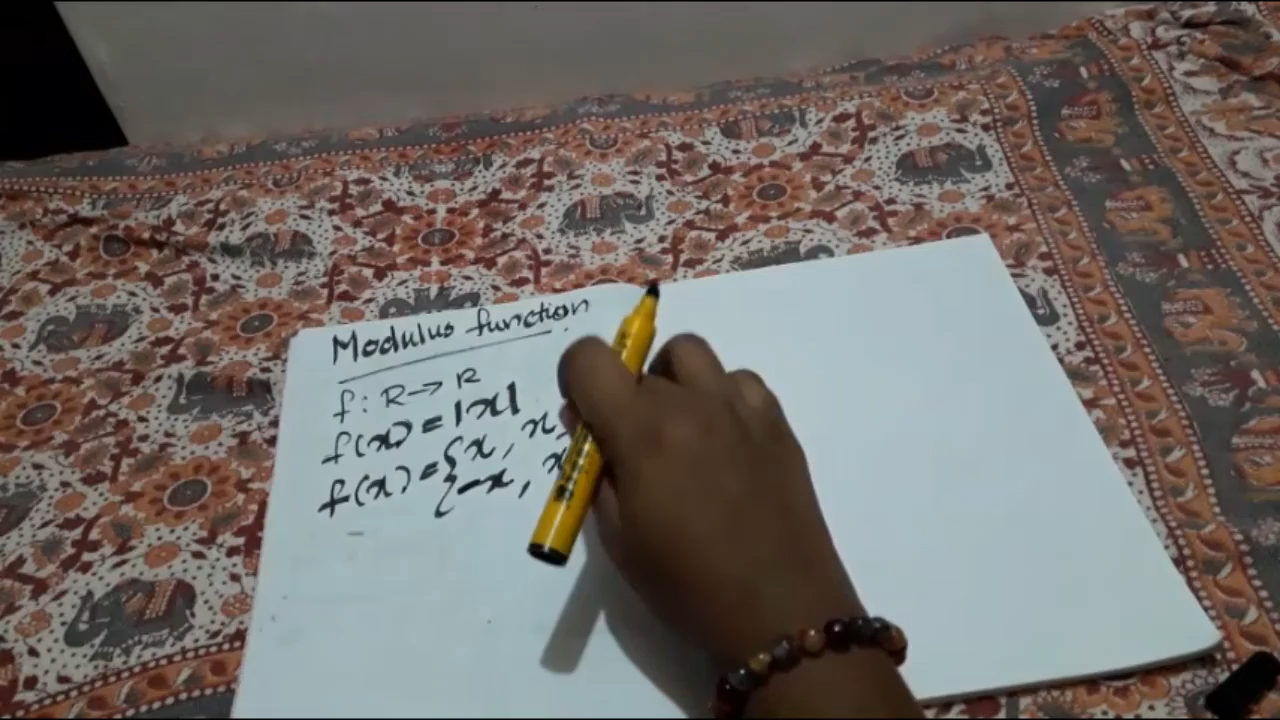 Modulus function
f: R→ R
f(x) = |x|
f(x) = { x, x
{ -x, x